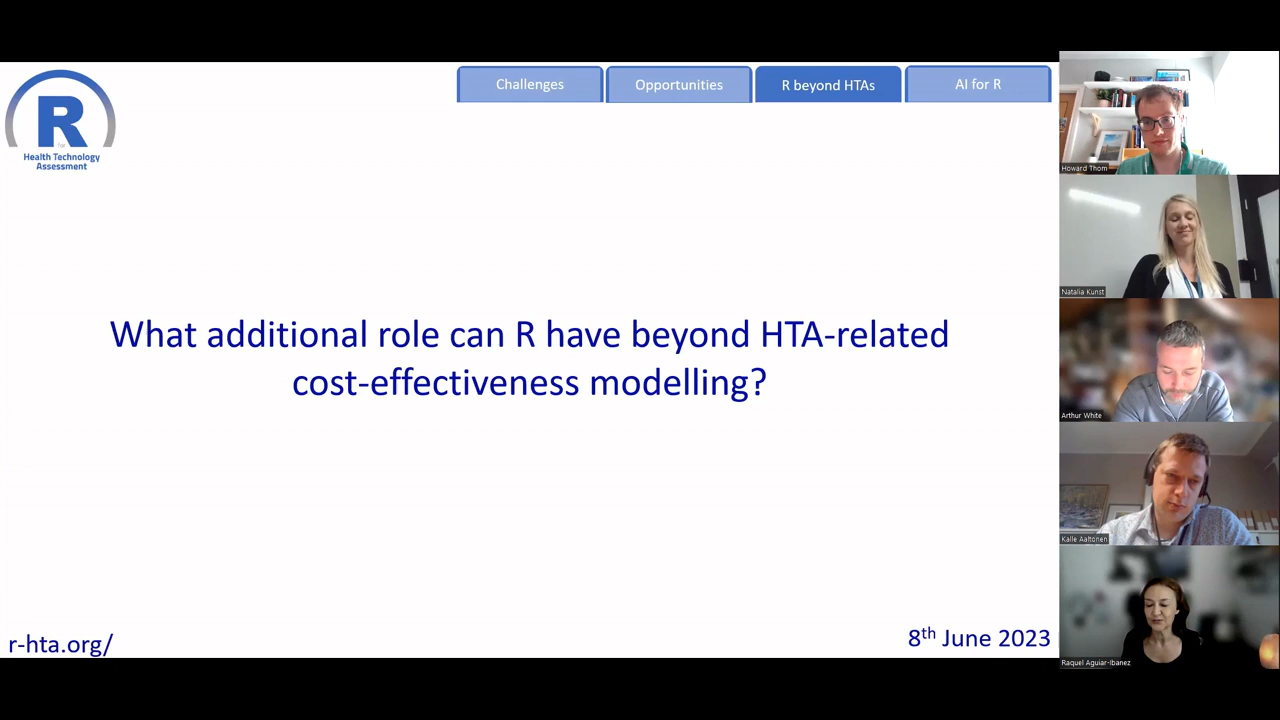 Challenges
Opportunities
R beyond HTAs
AI for R
R
for
Health Technology
Assessment
What additional role can R have beyond HTA-related
cost-effectiveness modelling?
r-hta.org/
8th June 2023
Howard Thom
Natalia Kunst
Arthur White
Kalle Aaltonen
Raquel Aguiar-Ibanez